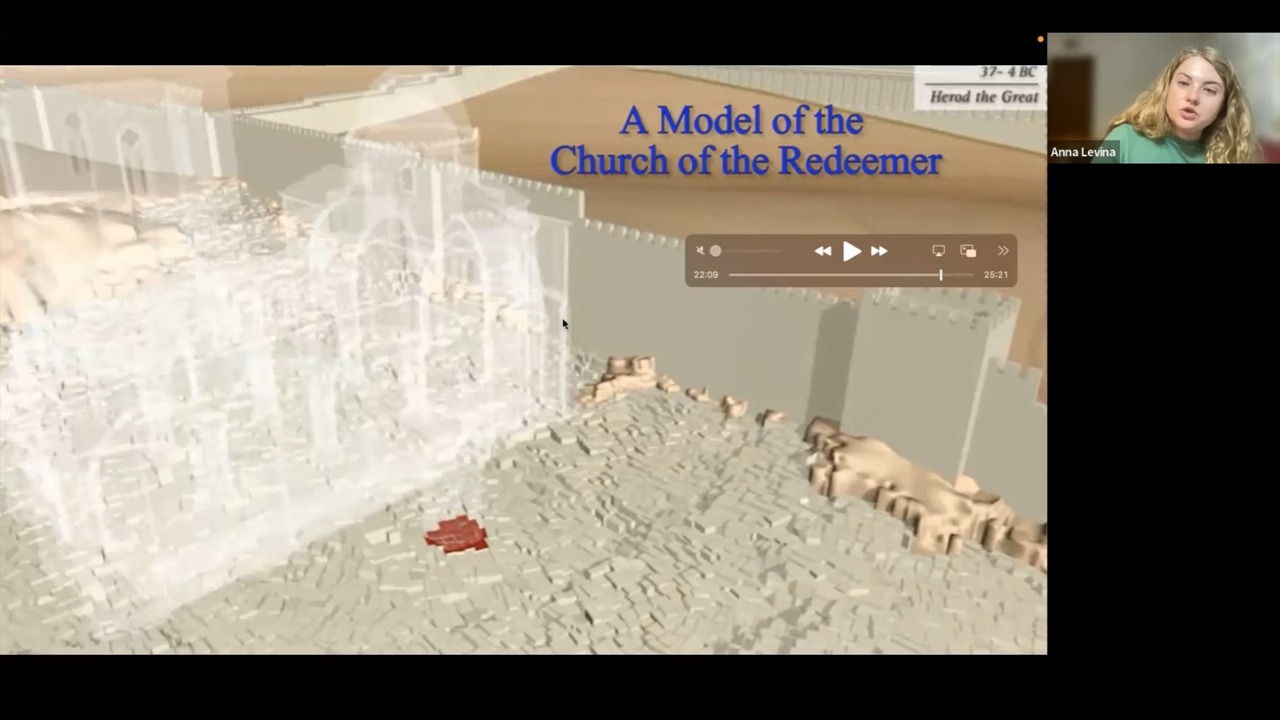 37- 4 BC
Herod the Great
A Model of the
Church of the Redeemer
22:09
25:21
Anna Levina